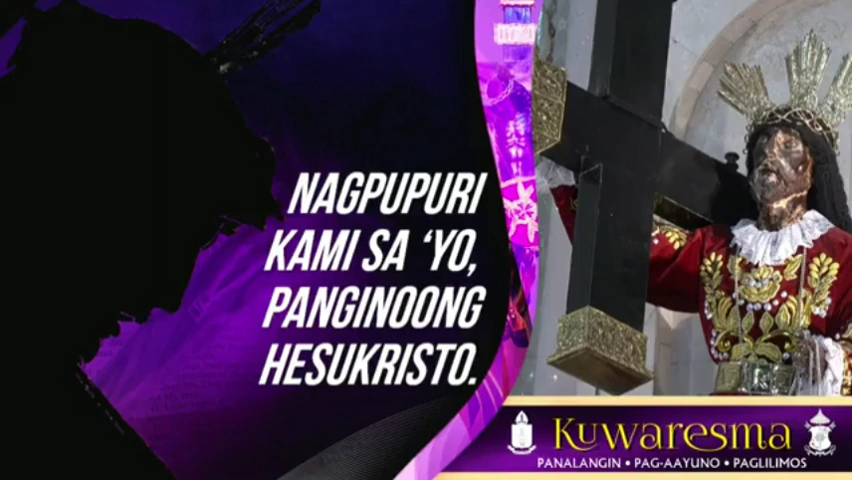 NAGPUPURI
KAMI SA ‘YO,
PANGINOONG
HESUKRISTO.
Kuwaresma
PANALANGIN • PAG-AAYUNO • PAGLILIMOS